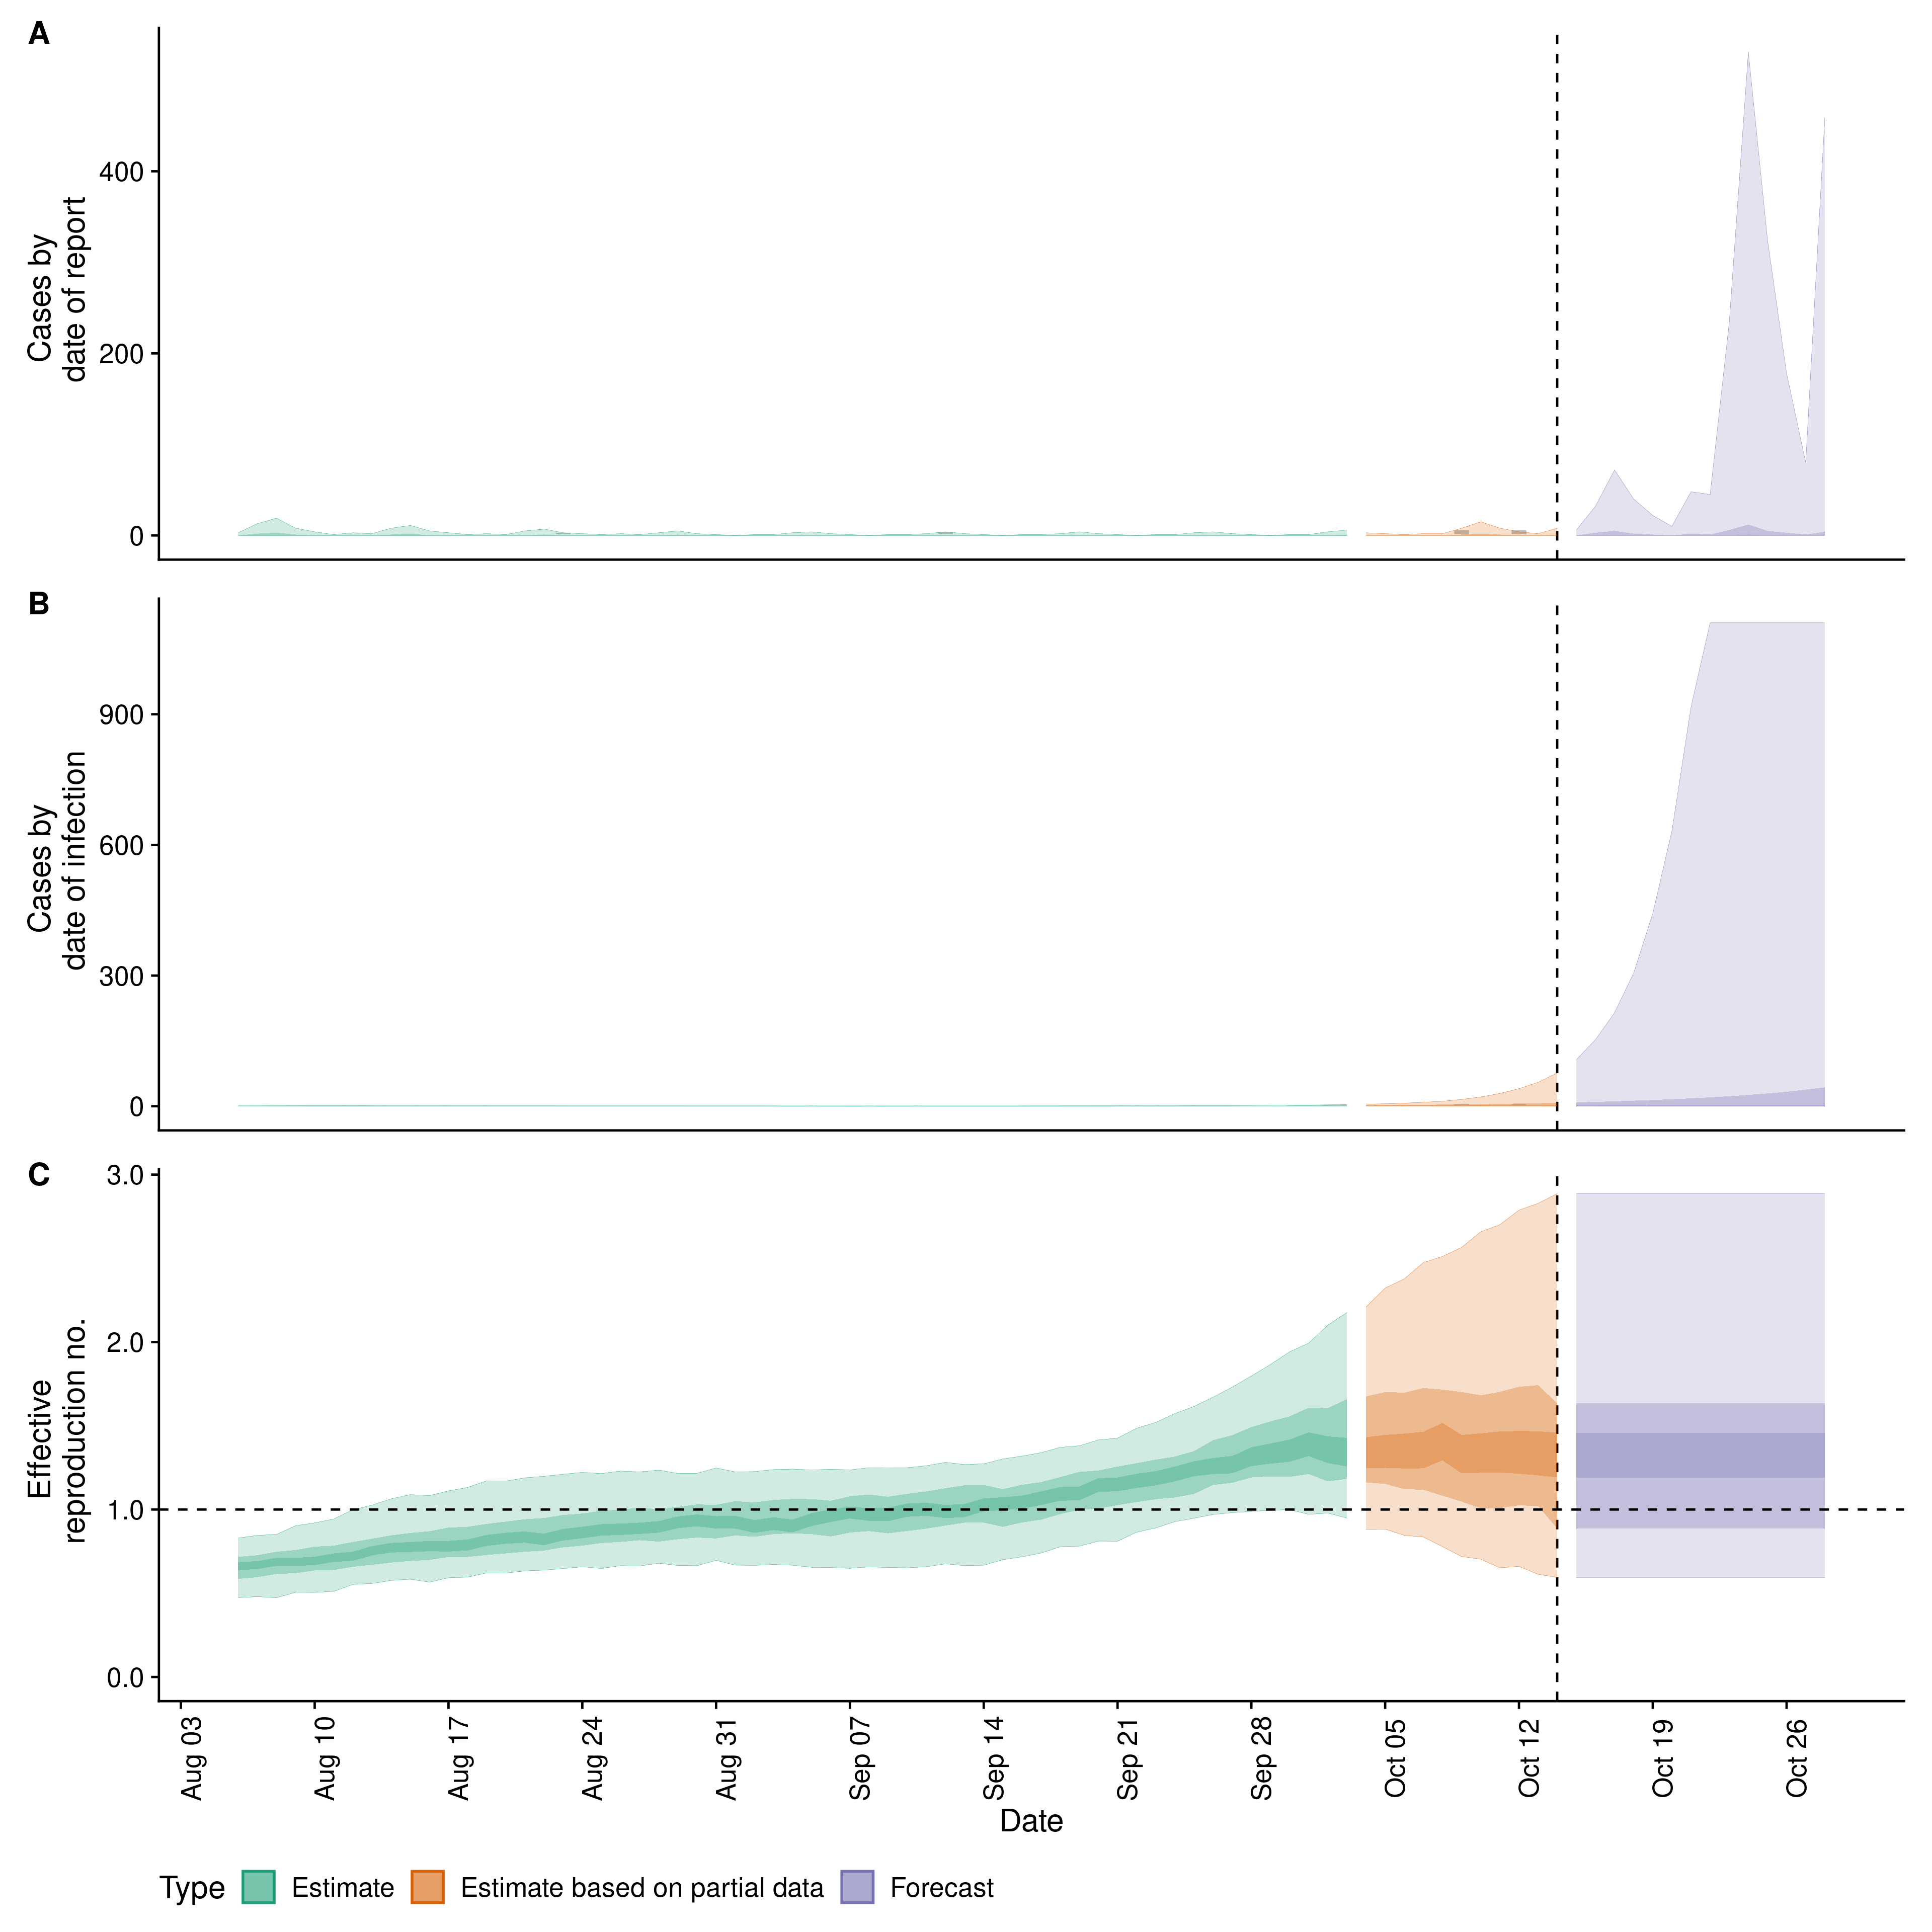 A
Cases by
date of report
400
200
0
B
Cases by
date of infection
900
600
300
0
C
Effective
reproduction no.
3.0
2.0
1.0
0.0
Aug 03
Aug 10
Aug 17
Aug 24
Aug 31
Sep 07
Sep 14
Sep 21
Sep 28
Oct 05
Oct 12
Oct 19
Oct 26
Date
Type Estimate Estimate based on partial data Forecast